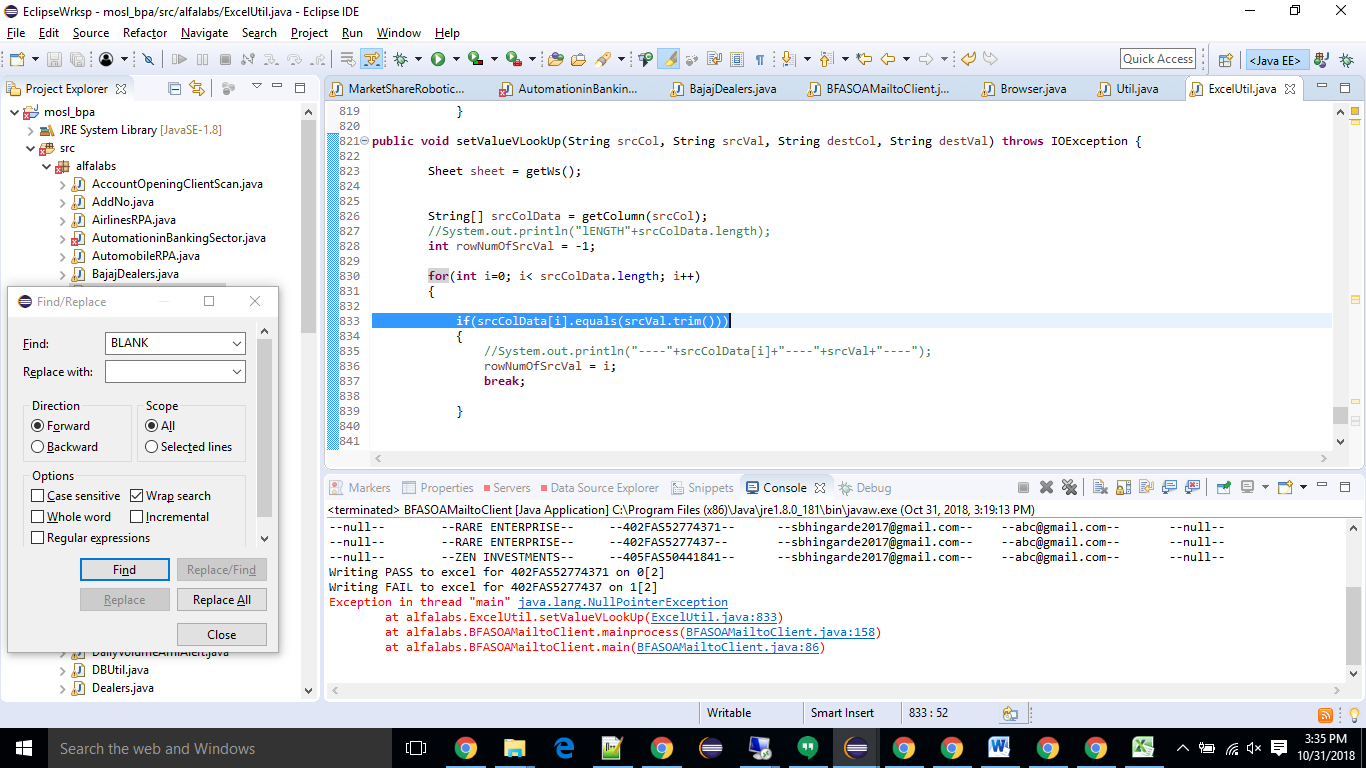 EclipseWrksp - mosl_bpa/src/alfalabs/ExcelUtil.java - Eclipse IDE
File Edit Source Refactor Navigate Search Project Run Window Help
Quick Access
<Java EE>
Project Explorer
MarketShareRobotic...
AutomationinBankin...
BajajDealers.java
BFASOAMailtoClient.j...
Browser.java
Util.java
ExcelUtil.java
mosl_bpa
JRE System Library [JavaSE-1.8]
src
alfalabs
AccountOpeningClientScan.java
AddNo.java
AirlinesRPA.java
AutomationinBankingSector.java
AutomobileRPA.java
BajajDealers.java
DBUtil.java
Dealers.java
Find/Replace
Find: BLANK
Replace with:
Direction
Forward
Backward
Scope
All
Selected lines
Options
Case sensitive
Wrap search
Whole word
Incremental
Regular expressions
Find
Replace/Find
Replace
Replace All
Close
819 }
820
821 public void setValueVLookUp(String srcCol, String srcVal, String destCol, String destVal) throws IOException {
822
823 Sheet sheet = getWs();
824
825
826 String[] srcColData = getColumn(srcCol);
827 //System.out.println("lENGTH"+srcColData.length);
828 int rowNumOfSrcVal = -1;
829
830 for(int i=0; i< srcColData.length; i++)
831 {
832
833 if(srcColData[i].equals(srcVal.trim()))
834 {
835 //System.out.println("----"+srcColData[i]+"----"+srcVal+"----");
836 rowNumOfSrcVal = i;
837 break;
838
839 }
840
841
Markers
Properties
Servers
Data Source Explorer
Snippets
Console
Debug
<terminated> BFASOAMailtoClient [Java Application] C:\Program Files (x86)\Java\jre1.8.0_181\bin\javaw.exe (Oct 31, 2018, 3:19:13 PM)
--null-- --RARE ENTERPRISE-- --402FAS52774371-- --sbhingarde2017@gmail.com-- --abc@gmail.com-- --null--
--null-- --RARE ENTERPRISE-- --402FAS5277437-- --sbhingarde2017@gmail.com-- --abc@gmail.com-- --null--
--null-- --ZEN INVESTMENTS-- --405FAS50441841-- --sbhingarde2017@gmail.com-- --abc@gmail.com-- --null--
Writing PASS to excel for 402FAS52774371 on 0[2]
Writing FAIL to excel for 402FAS5277437 on 1[2]
Exception in thread "main" java.lang.NullPointerException
at alfalabs.ExcelUtil.setValueVLookUp(ExcelUtil.java:833)
at alfalabs.BFASOAMailtoClient.mainprocess(BFASOAMailtoClient.java:158)
at alfalabs.BFASOAMailtoClient.main(BFASOAMailtoClient.java:86)
Writable
Smart Insert
833 : 52
Search the web and Windows
3:35 PM
10/31/2018